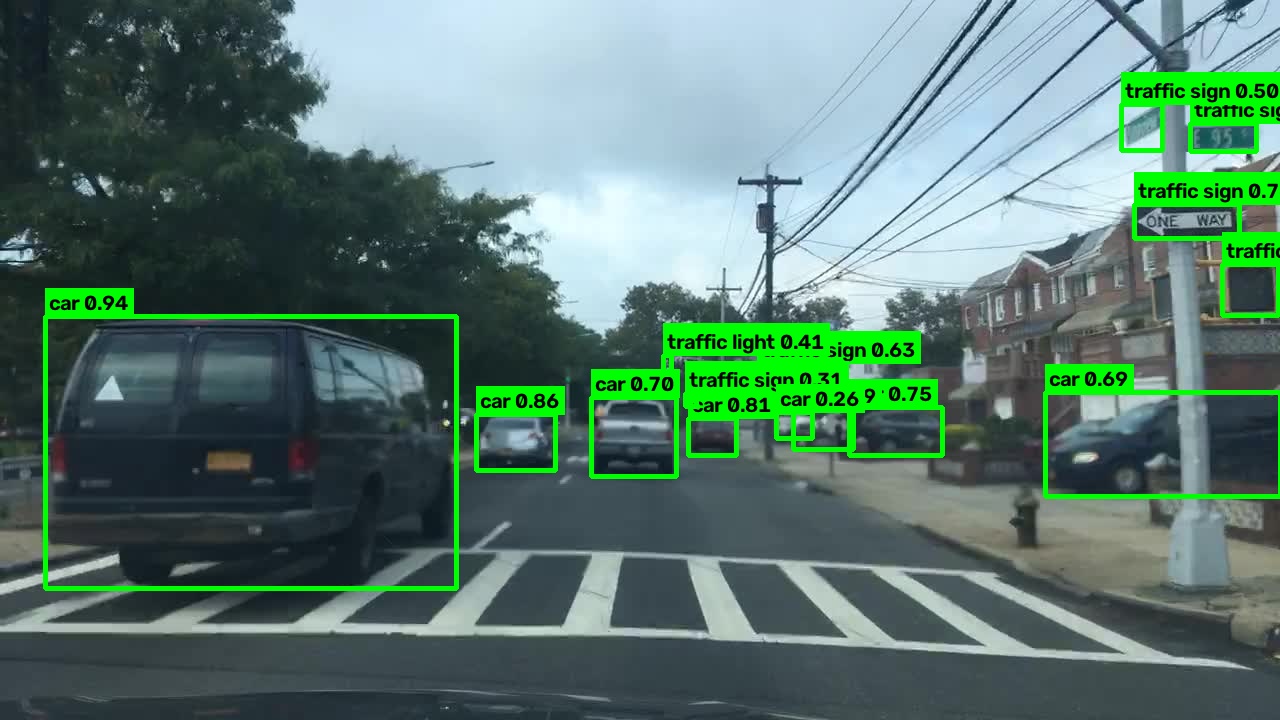 traffic sign 0.50
traffic sig
E 95 S
traffic sign 0.7
ONE WAY
traffic
car 0.94
traffic light 0.41
sign 0.63
traffic sign 0.31
car 0.86
car 0.70
car 0.81
car 0.26
9
0.75
car 0.69